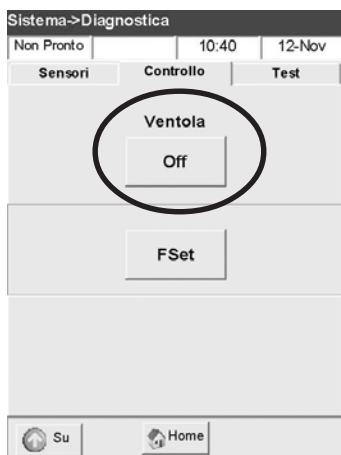 Sistema->Diagnostica
Non Pronto 10:40 12-Nov
Sensori Controllo Test
Ventola
Off
FSet
Su Home